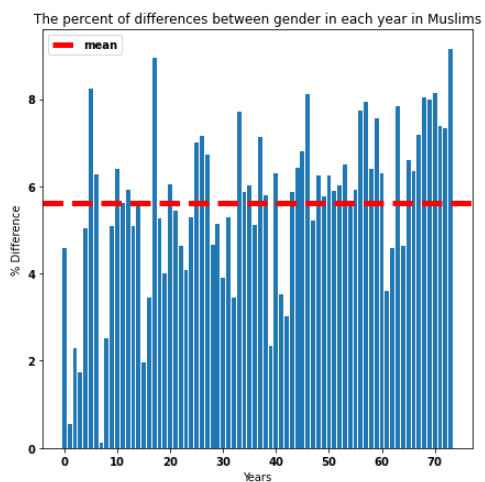 The percent of differences between gender in each year in Muslims
mean
8
6
4
2
0
% Difference
0 10 20 30 40 50 60 70
Years